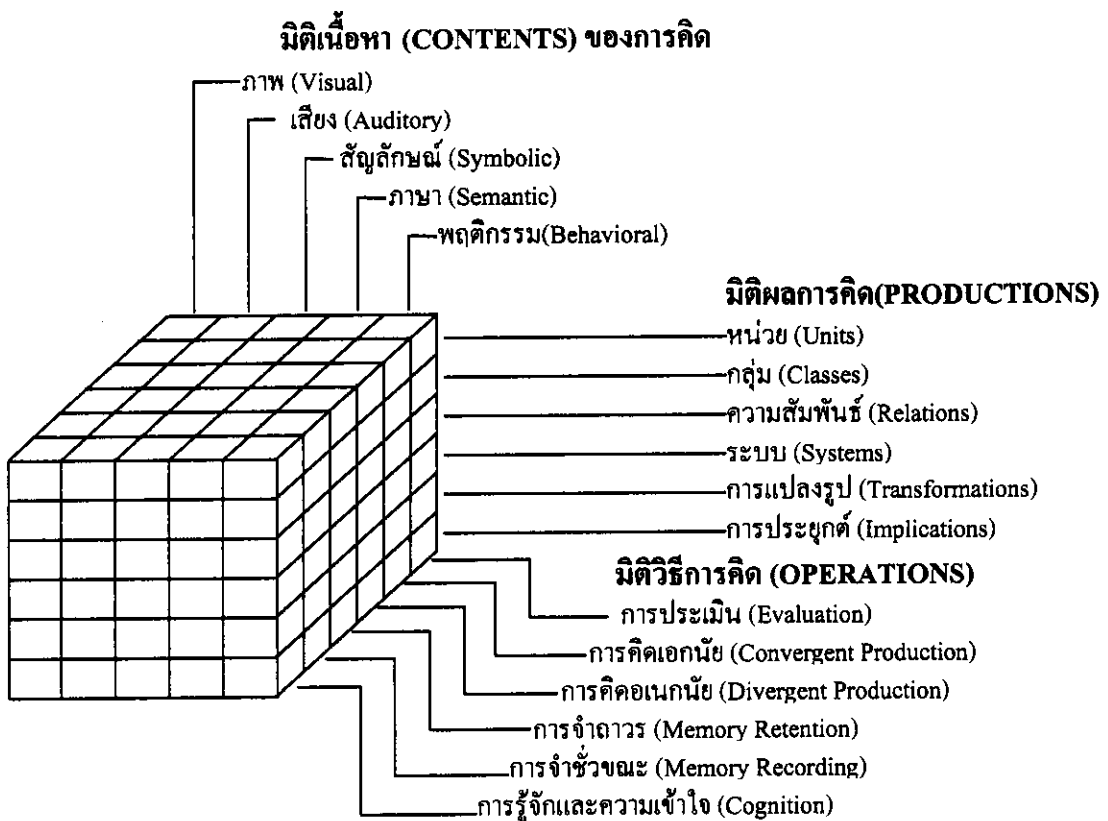 มิติเนื้อหา (CONTENTS) ของการคิด
ภาพ (Visual)
เสียง (Auditory)
สัญลักษณ์ (Symbolic)
ภาษา (Semantic)
พฤติกรรม(Behavioral)
มิติผลการคิด(PRODUCTIONS)
หน่วย (Units)
กลุ่ม (Classes)
ความสัมพันธ์ (Relations)
ระบบ (Systems)
การแปลงรูป (Transformations)
การประยุกต์ (Implications)
มิติวิธีการคิด (OPERATIONS)
การประเมิน (Evaluation)
การคิดเอกนัย (Convergent Production)
การคิดอเนกนัย (Divergent Production)
การจำถาวร (Memory Retention)
การจำชั่วขณะ (Memory Recording)
การรู้จักและความเข้าใจ (Cognition)